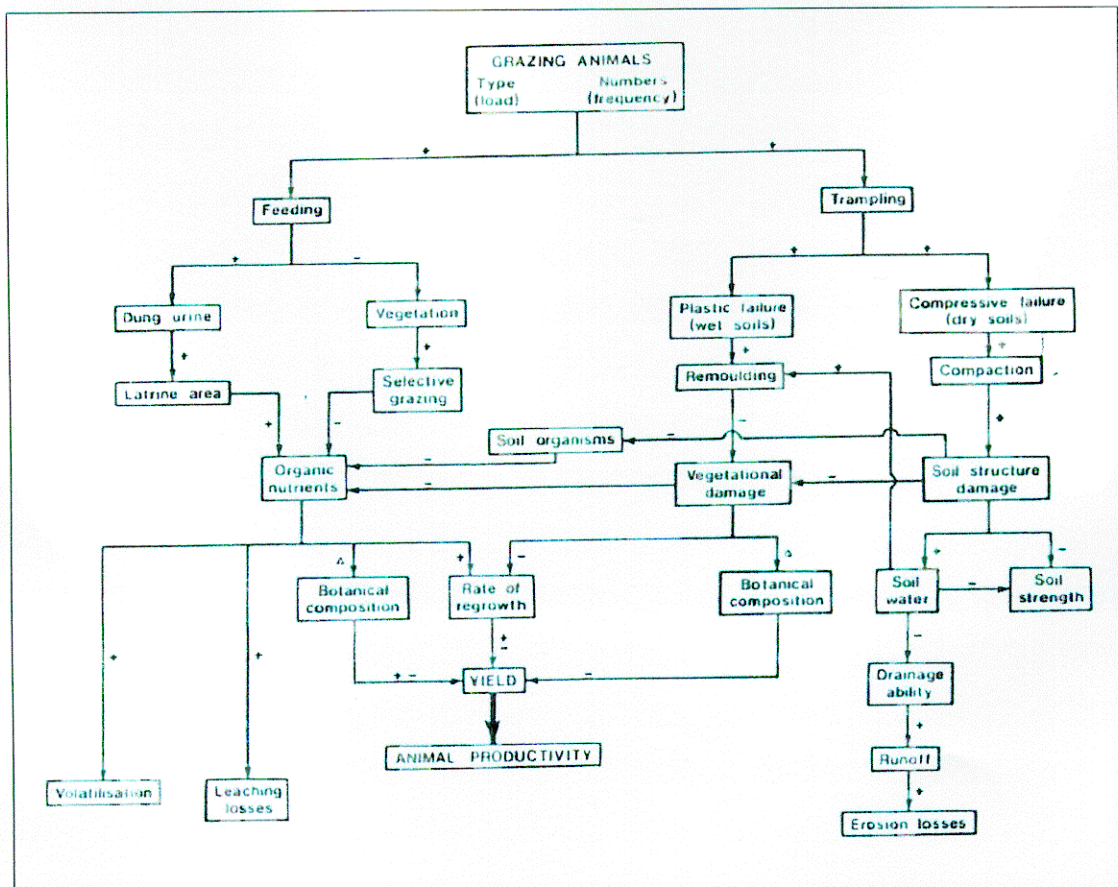 GRAZING ANIMALS
Type Numbers
(load) (frequency)
+ +
Feeding
Trampling
+ -
+ +
Dung urine
Vegetation
Plastic failure
(wet soils)
Compressive failure
(dry soils)
+ +
+ +
Latrine area
Selective
grazing
Remoulding
+
Compaction
+ -
- +
Soil organisms
-
Organic
nutrients
-
-
Vegetational
damage
-
Soil structure
damage
Δ + - Δ
+ -
Botanical
composition
Rate of
regrowth
Botanical
composition
Soil
water
-
Soil
strength
+ +
+
-
-
+ -
YIELD
-
Drainage
ability
ANIMAL PRODUCTIVITY
+
Volatilisation
Leaching
losses
Runoff
+
Erosion losses